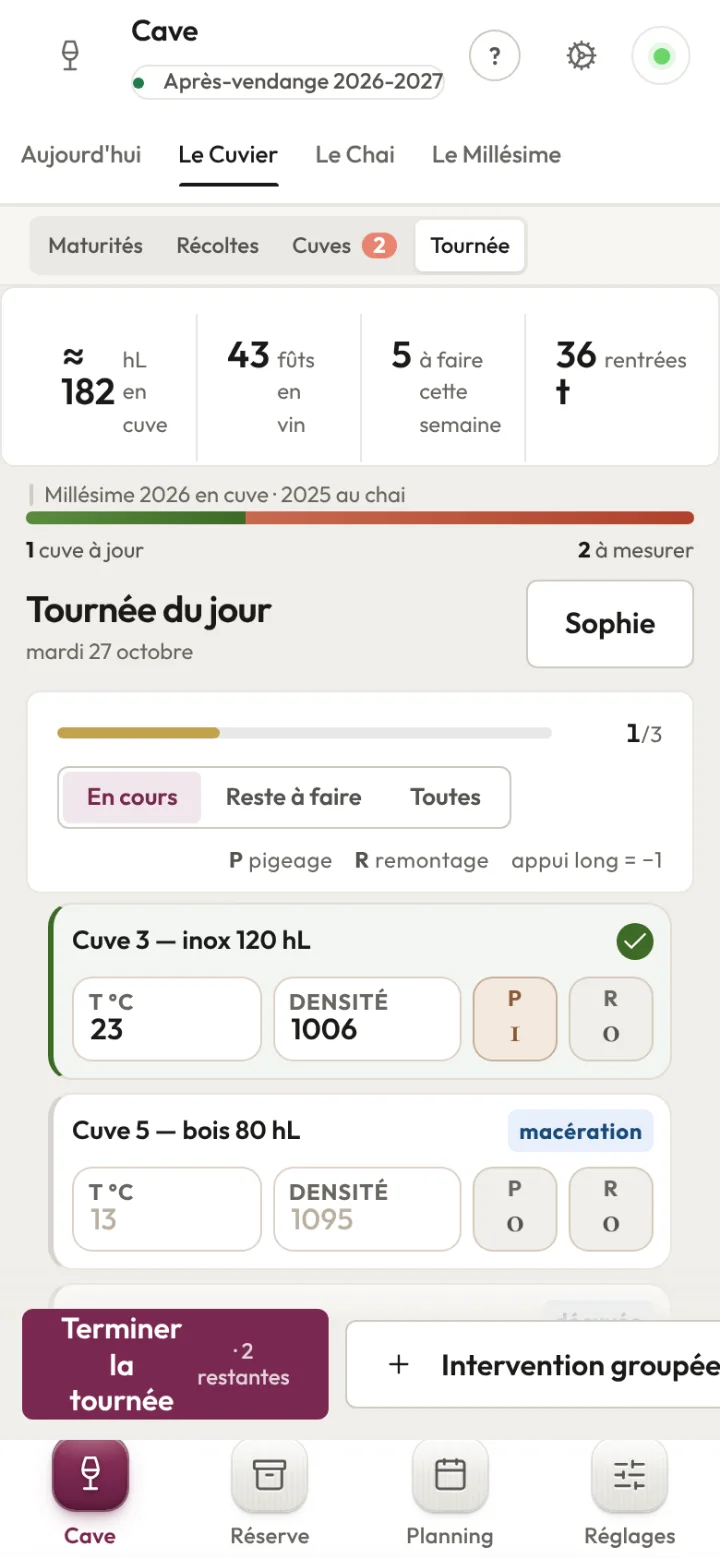 Cave
Après-vendange 2026-2027
?
Aujourd'hui Le Cuvier Le Chai Le Millésime
Maturités Récoltes Cuves 2 Tournée
≈ 182 hL en cuve
43 fûts en vin
5 à faire cette semaine
36 t rentrées
Millésime 2026 en cuve · 2025 au chai
1 cuve à jour 2 à mesurer
Tournée du jour
mardi 27 octobre
Sophie
1/3
En cours Reste à faire Toutes
P pigeage R remontage appui long = −1
Cuve 3 — inox 120 hL
T °C DENSITÉ P R
23 1006 1 0
Cuve 5 — bois 80 hL macération
T °C DENSITÉ P R
13 1095 0 0
Terminer la tournée · 2 restantes
+ Intervention groupée
Cave Réserve Planning Réglages